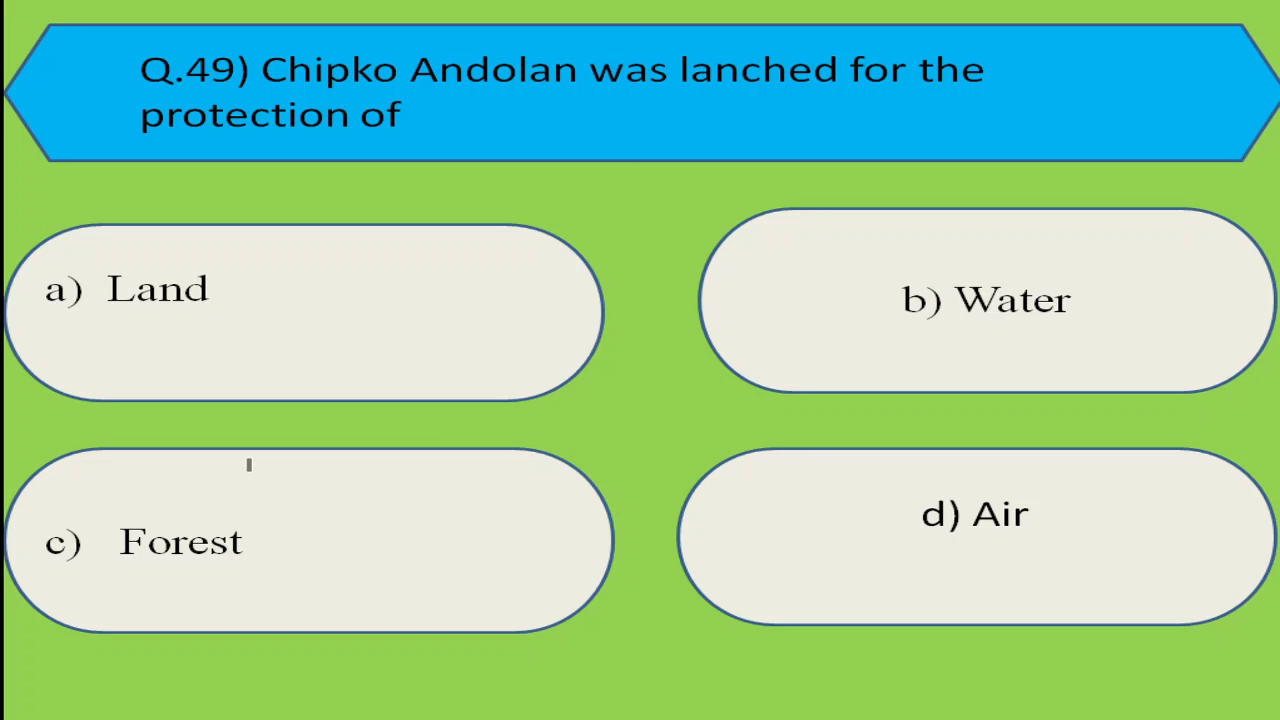 Q.49) Chipko Andolan was lanched for the
protection of
a) Land
b) Water
c) Forest
d) Air